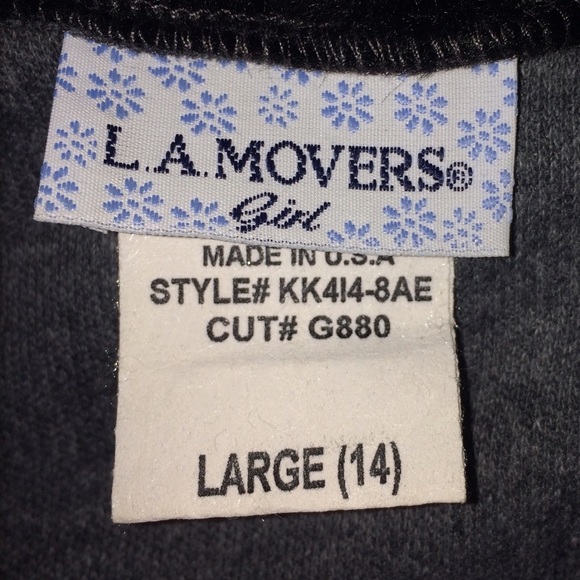 L.A. MOVERS®
Girl
MADE IN U.S.A
STYLE# KK4I4-8AE
CUT# G880
LARGE (14)